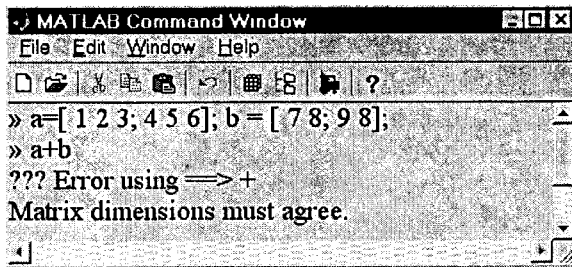 MATLAB Command Window
File Edit Window Help
?
» a=[ 1 2 3; 4 5 6]; b = [ 7 8; 9 8];
» a+b
??? Error using ==> +
Matrix dimensions must agree.